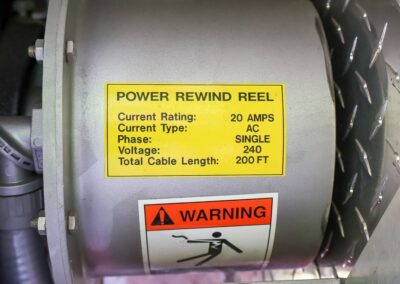 POWER REWIND REEL
Current Rating: 20 AMPS
Current Type: AC
Phase: SINGLE
Voltage: 240
Total Cable Length: 200 FT
WARNING